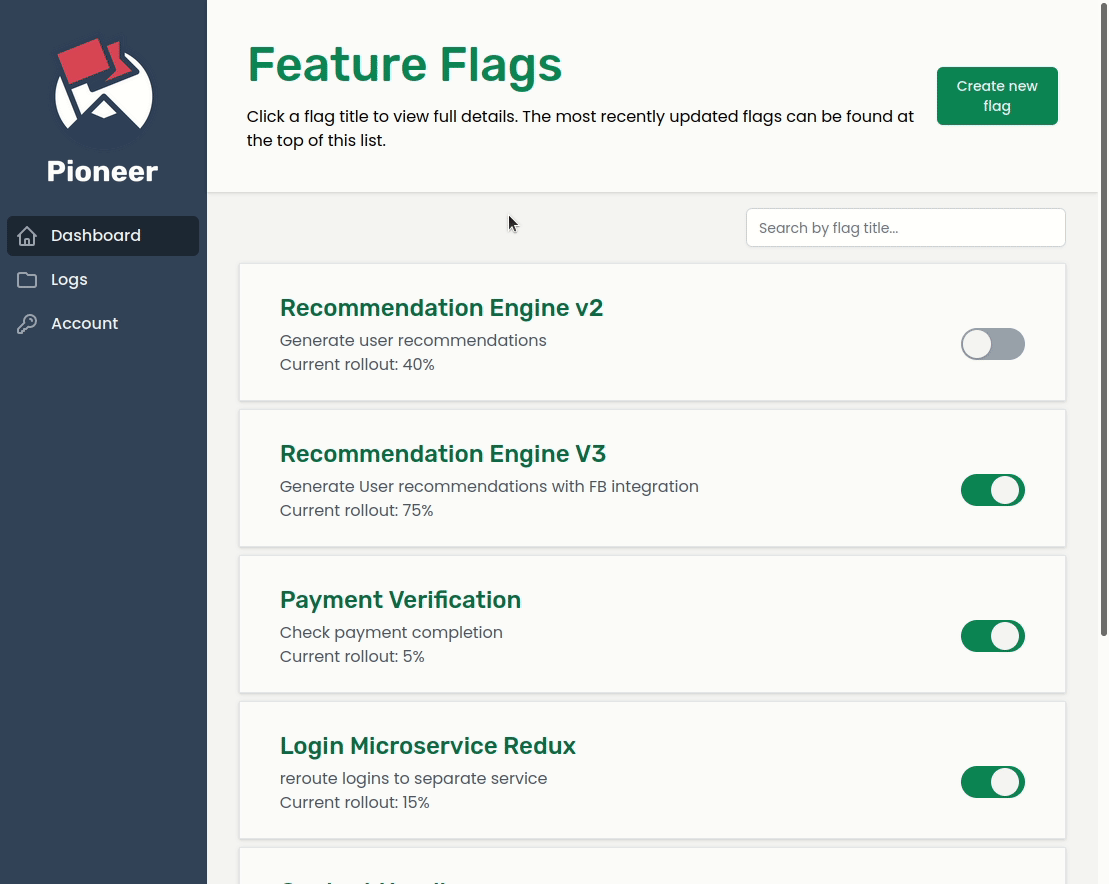 Pioneer
Dashboard
Logs
Account
Feature Flags
Click a flag title to view full details. The most recently updated flags can be found at
the top of this list.
Create new
flag
Search by flag title...
Recommendation Engine v2
Generate user recommendations
Current rollout: 40%
Recommendation Engine V3
Generate User recommendations with FB integration
Current rollout: 75%
Payment Verification
Check payment completion
Current rollout: 5%
Login Microservice Redux
reroute logins to separate service
Current rollout: 15%